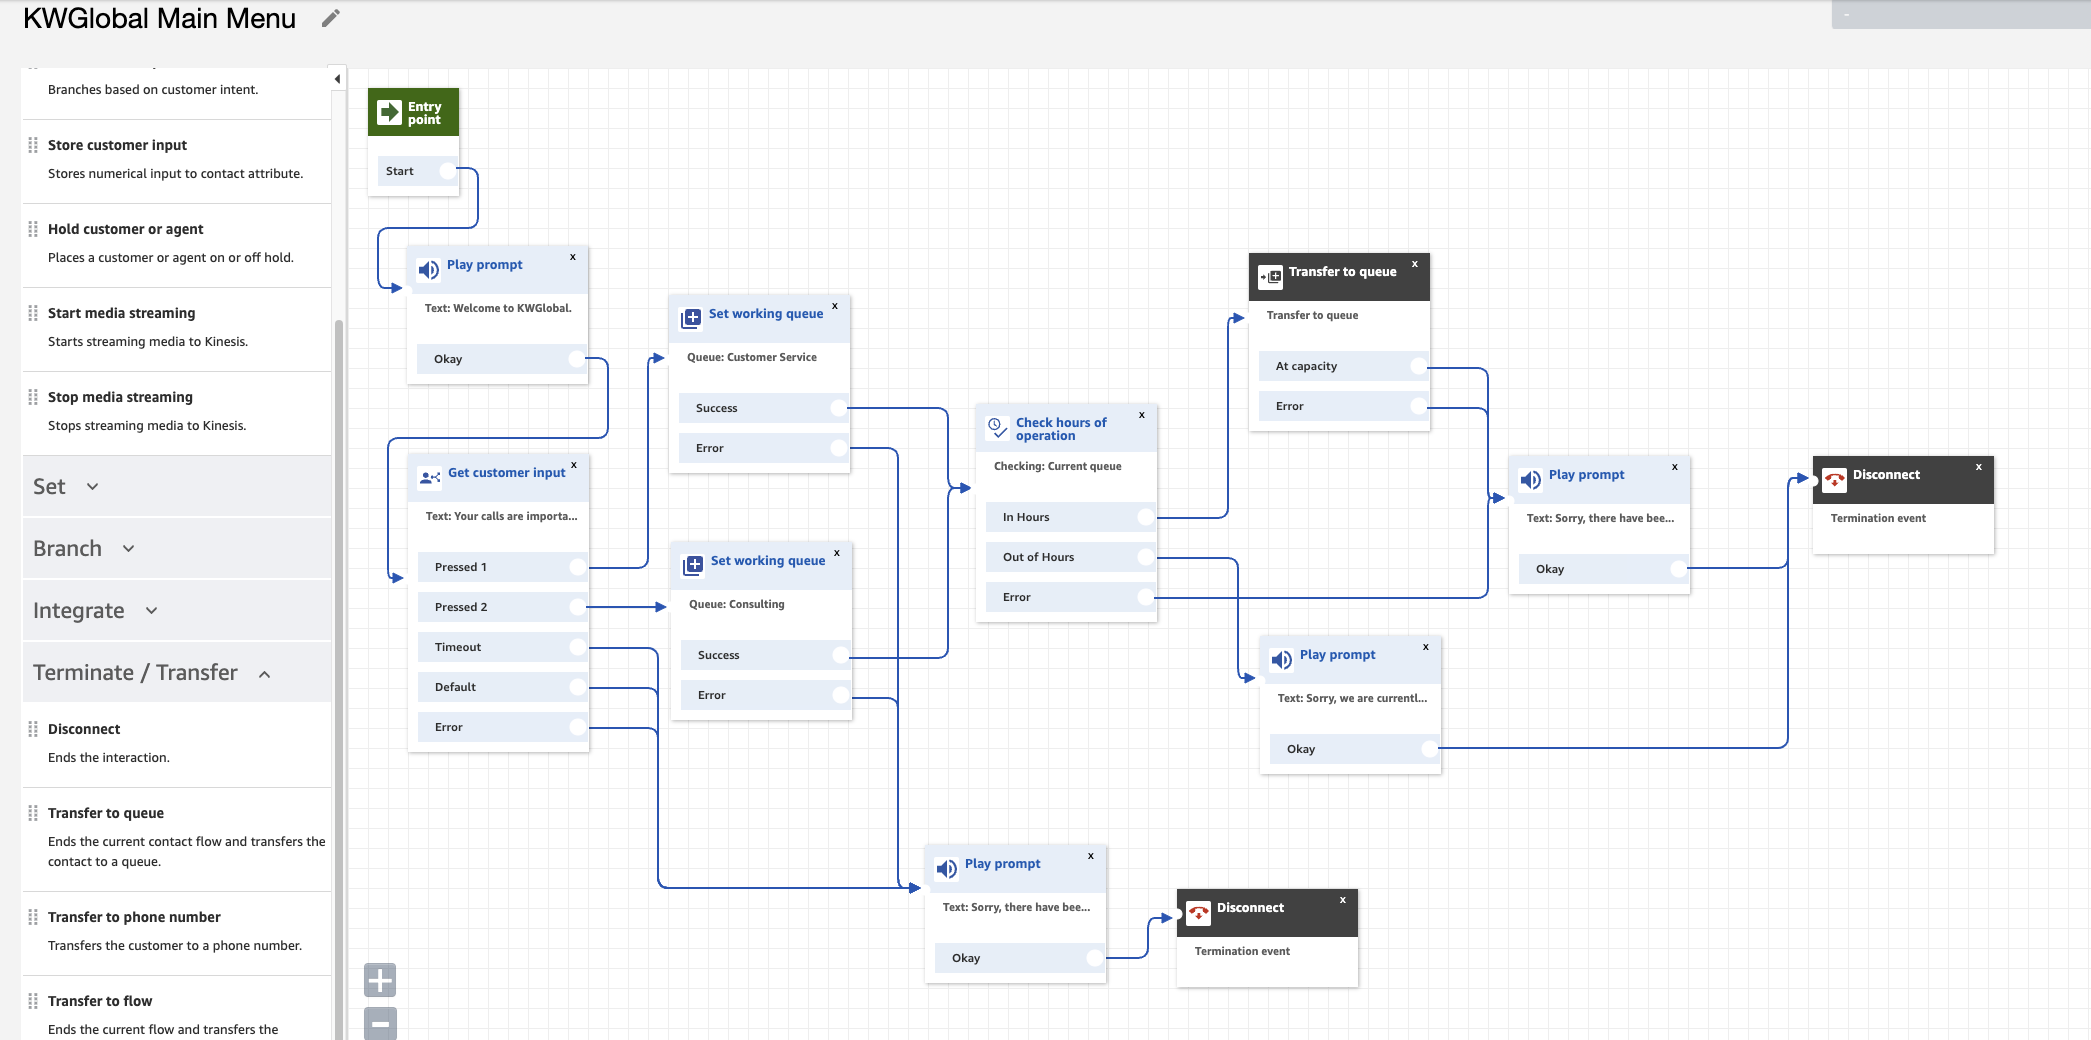 KWGlobal Main Menu
Branches based on customer intent.
Store customer input
Stores numerical input to contact attribute.
Hold customer or agent
Places a customer or agent on or off hold.
Start media streaming
Starts streaming media to Kinesis.
Stop media streaming
Stops streaming media to Kinesis.
Set
Branch
Integrate
Terminate / Transfer
Disconnect
Ends the interaction.
Transfer to queue
Ends the current contact flow and transfers the
contact to a queue.
Transfer to phone number
Transfers the customer to a phone number.
Transfer to flow
Ends the current flow and transfers the
Entry
point
Start
Play prompt
x
Text: Welcome to KWGlobal.
Okay
Get customer input
x
Text: Your calls are importa...
Pressed 1
Pressed 2
Timeout
Default
Error
Set working queue
x
Queue: Customer Service
Success
Error
Set working queue
x
Queue: Consulting
Success
Error
Check hours of
operation
x
Checking: Current queue
In Hours
Out of Hours
Error
Transfer to queue
x
Transfer to queue
At capacity
Error
Play prompt
x
Text: Sorry, there have bee...
Okay
Disconnect
x
Termination event
Play prompt
x
Text: Sorry, we are currentl...
Okay
Play prompt
x
Text: Sorry, there have bee...
Okay
Disconnect
x
Termination event